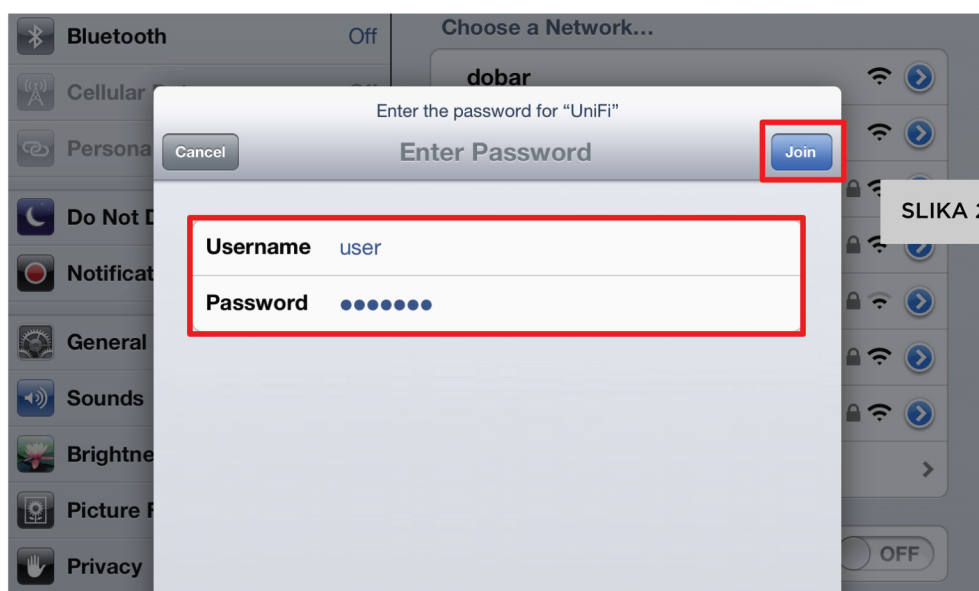 Bluetooth Off
Cellular
Persona
Do Not D
Notificat
General
Sounds
Brightne
Picture F
Privacy
Choose a Network...
dobar
OFF
Enter the password for “UniFi”
Cancel Enter Password Join
Username user
Password •••••••
SLIKA 2